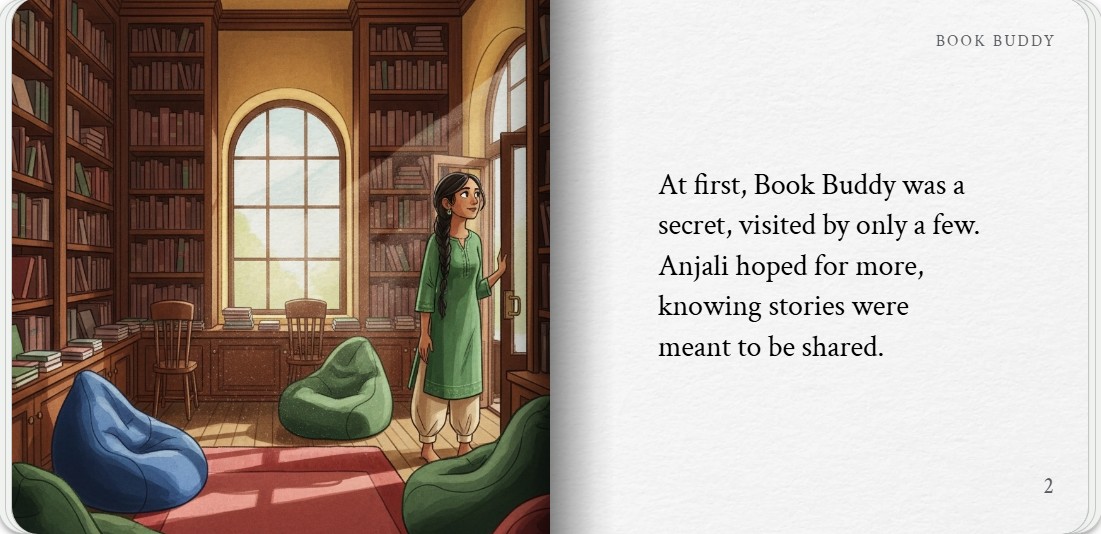 BOOK BUDDY
At first, Book Buddy was a
secret, visited by only a few.
Anjali hoped for more,
knowing stories were
meant to be shared.
2